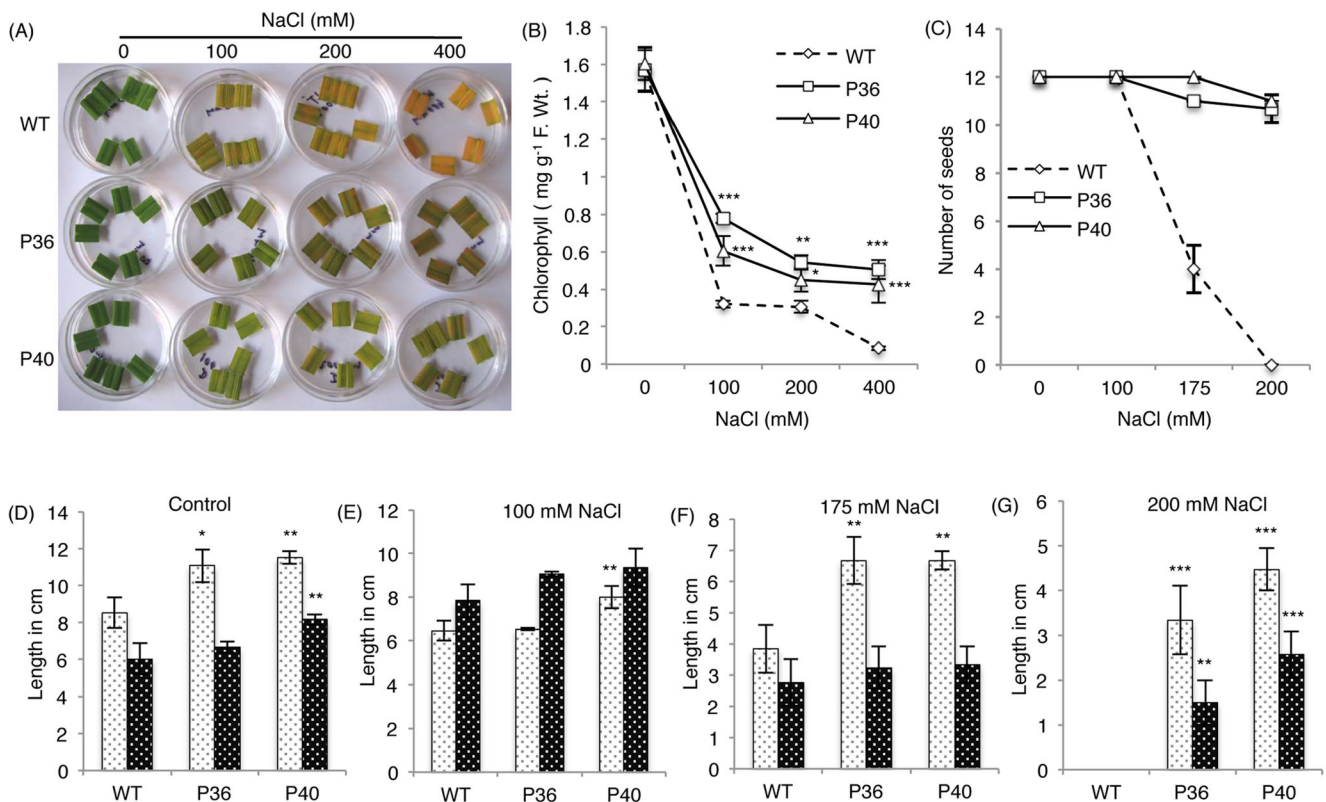 (A)
NaCl (mM)
0 100 200 400
WT
P36
P40
(B)
Chlorophyll ( mg g-1 F. Wt.)
1.8
1.6
1.4
1.2
1
0.8
0.6
0.4
0.2
0
WT
P36
P40
***
***
**
*
***
***
0 100 200 400
NaCl (mM)
(C)
Number of seeds
14
12
10
8
6
4
2
0
WT
P36
P40
0 100 175 200
NaCl (mM)
(D)
Control
Length in cm
14
12
10
8
6
4
2
0
*
**
**
WT P36 P40
(E)
100 mM NaCl
Length in cm
12
10
8
6
4
2
0
**
WT P36 P40
(F)
175 mM NaCl
Length in cm
8
7
6
5
4
3
2
1
0
**
**
WT P36 P40
(G)
200 mM NaCl
Length in cm
6
5
4
3
2
1
0
***
**
***
***
WT P36 P40